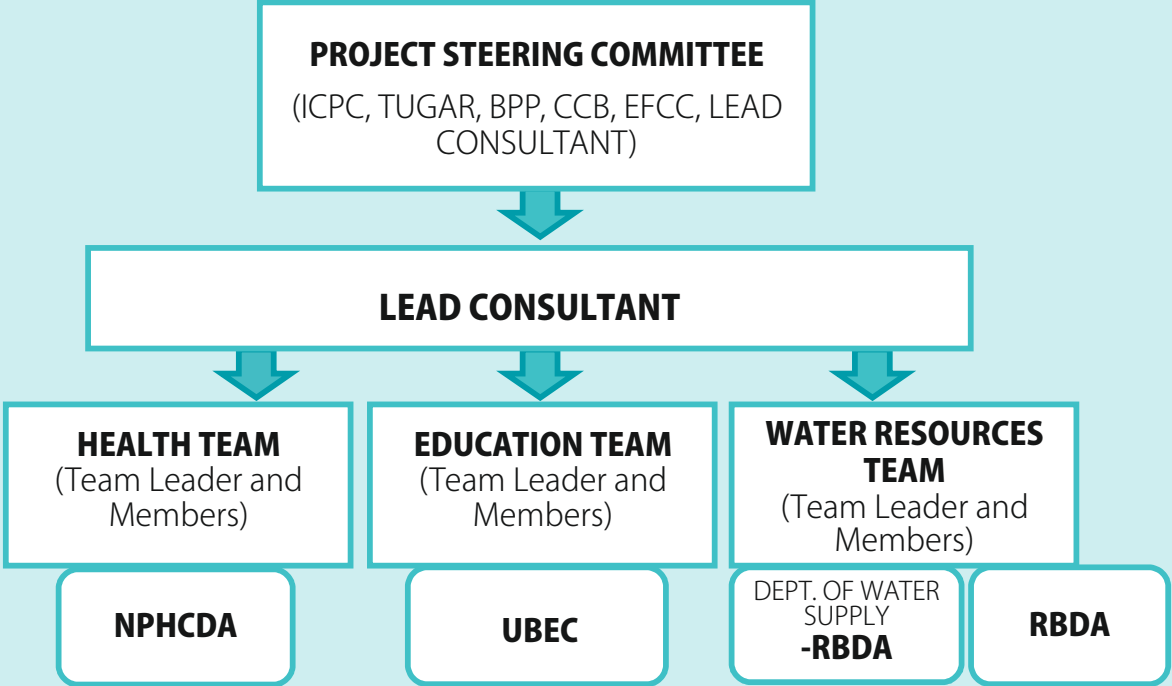 PROJECT STEERING COMMITTEE
(ICPC, TUGAR, BPP, CCB, EFCC, LEAD
CONSULTANT)
LEAD CONSULTANT
HEALTH TEAM
(Team Leader and
Members)
EDUCATION TEAM
(Team Leader and
Members)
WATER RESOURCES
TEAM
(Team Leader and
Members)
NPHCDA
UBEC
DEPT. OF WATER
SUPPLY
-RBDA
RBDA